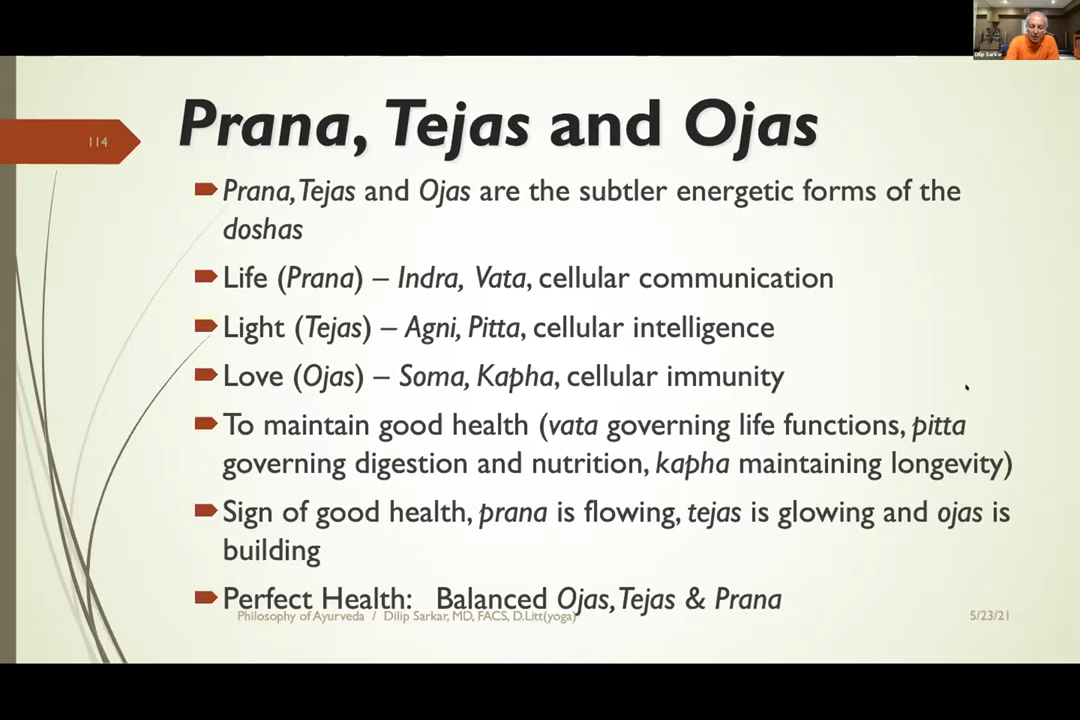 Dilip Sarkar
114
Prana, Tejas and Ojas
Prana, Tejas and Ojas are the subtler energetic forms of the
doshas
Life (Prana) – Indra, Vata, cellular communication
Light (Tejas) – Agni, Pitta, cellular intelligence
Love (Ojas) – Soma, Kapha, cellular immunity
To maintain good health (vata governing life functions, pitta
governing digestion and nutrition, kapha maintaining longevity)
Sign of good health, prana is flowing, tejas is glowing and ojas is
building
Perfect Health: Balanced Ojas, Tejas & Prana
Philosophy of Ayurveda / Dilip Sarkar, MD, FACS, D.Litt(yoga)
5/23/21